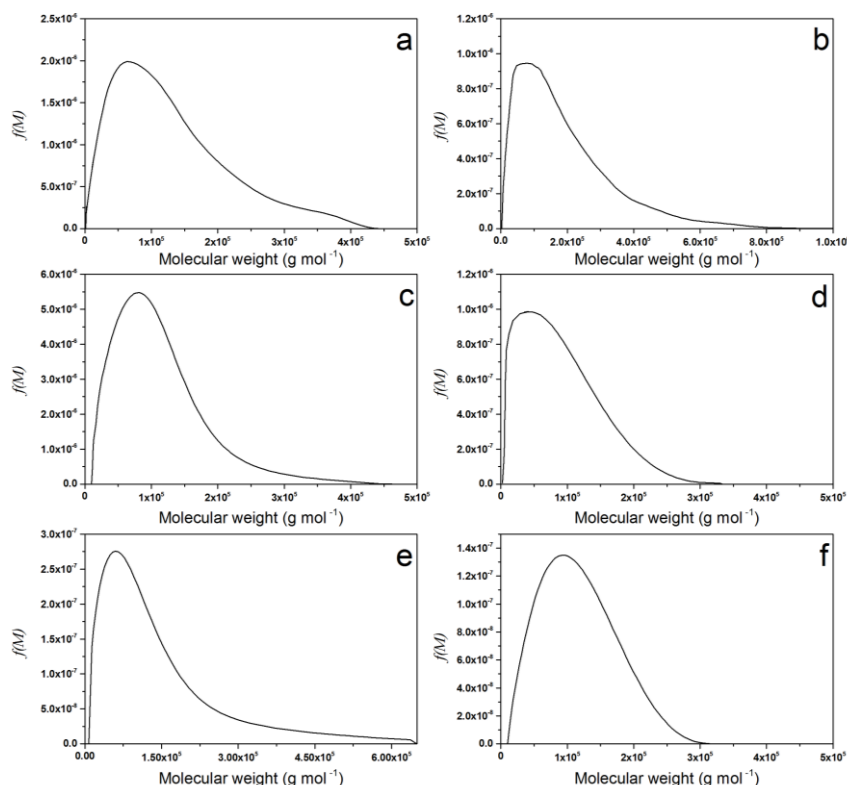 a
2.5x10⁻⁶
2.0x10⁻⁶
1.5x10⁻⁶
1.0x10⁻⁶
5.0x10⁻⁷
0.0
f(M)
0 1x10⁵ 2x10⁵ 3x10⁵ 4x10⁵ 5x10⁵
Molecular weight (g mol⁻¹)
b
1.2x10⁻⁶
1.0x10⁻⁶
8.0x10⁻⁷
6.0x10⁻⁷
4.0x10⁻⁷
2.0x10⁻⁷
0.0
f(M)
0.0 2.0x10⁵ 4.0x10⁵ 6.0x10⁵ 8.0x10⁵ 1.0x10⁶
Molecular weight (g mol⁻¹)
c
6.0x10⁻⁶
5.0x10⁻⁶
4.0x10⁻⁶
3.0x10⁻⁶
2.0x10⁻⁶
1.0x10⁻⁶
0.0
f(M)
0 1x10⁵ 2x10⁵ 3x10⁵ 4x10⁵ 5x10⁵
Molecular weight (g mol⁻¹)
d
1.2x10⁻⁶
1.0x10⁻⁶
8.0x10⁻⁷
6.0x10⁻⁷
4.0x10⁻⁷
2.0x10⁻⁷
0.0
f(M)
0 1x10⁵ 2x10⁵ 3x10⁵ 4x10⁵ 5x10⁵
Molecular weight (g mol⁻¹)
e
3.0x10⁻⁷
2.5x10⁻⁷
2.0x10⁻⁷
1.5x10⁻⁷
1.0x10⁻⁷
5.0x10⁻⁸
0.0
f(M)
0.00 1.50x10⁵ 3.00x10⁵ 4.50x10⁵ 6.00x10⁵
Molecular weight (g mol⁻¹)
f
1.4x10⁻⁷
1.2x10⁻⁷
1.0x10⁻⁷
8.0x10⁻⁸
6.0x10⁻⁸
4.0x10⁻⁸
2.0x10⁻⁸
0.0
f(M)
0 1x10⁵ 2x10⁵ 3x10⁵ 4x10⁵ 5x10⁵
Molecular weight (g mol⁻¹)